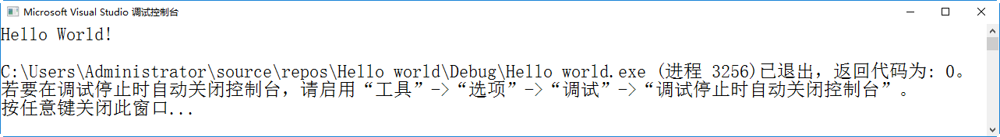 Microsoft Visual Studio 调试控制台
Hello World!
C:\Users\Administrator\source\repos\Hello world\Debug\Hello world.exe (进程 3256)已退出，返回代码为: 0。
若要在调试停止时自动关闭控制台，请启用“工具”->“选项”->“调试”->“调试停止时自动关闭控制台”。
按任意键关闭此窗口...